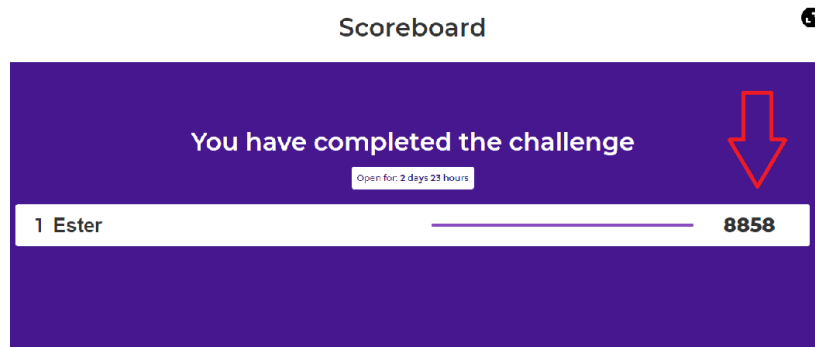 Scoreboard
You have completed the challenge
Open for: 2 days 23 hours
1 Ester 8858